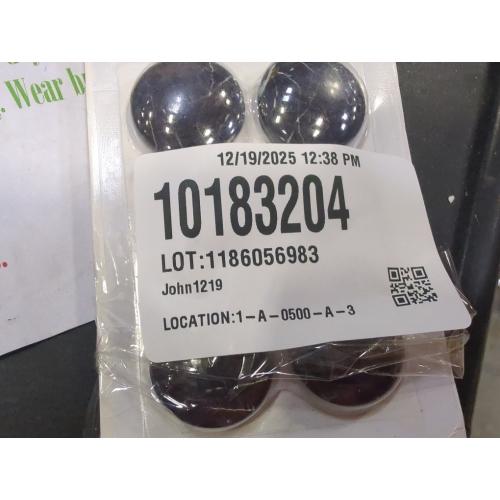 . Wear b
12/19/2025 12:38 PM
10183204
LOT:1186056983
John1219
LOCATION:1-A-0500-A-3